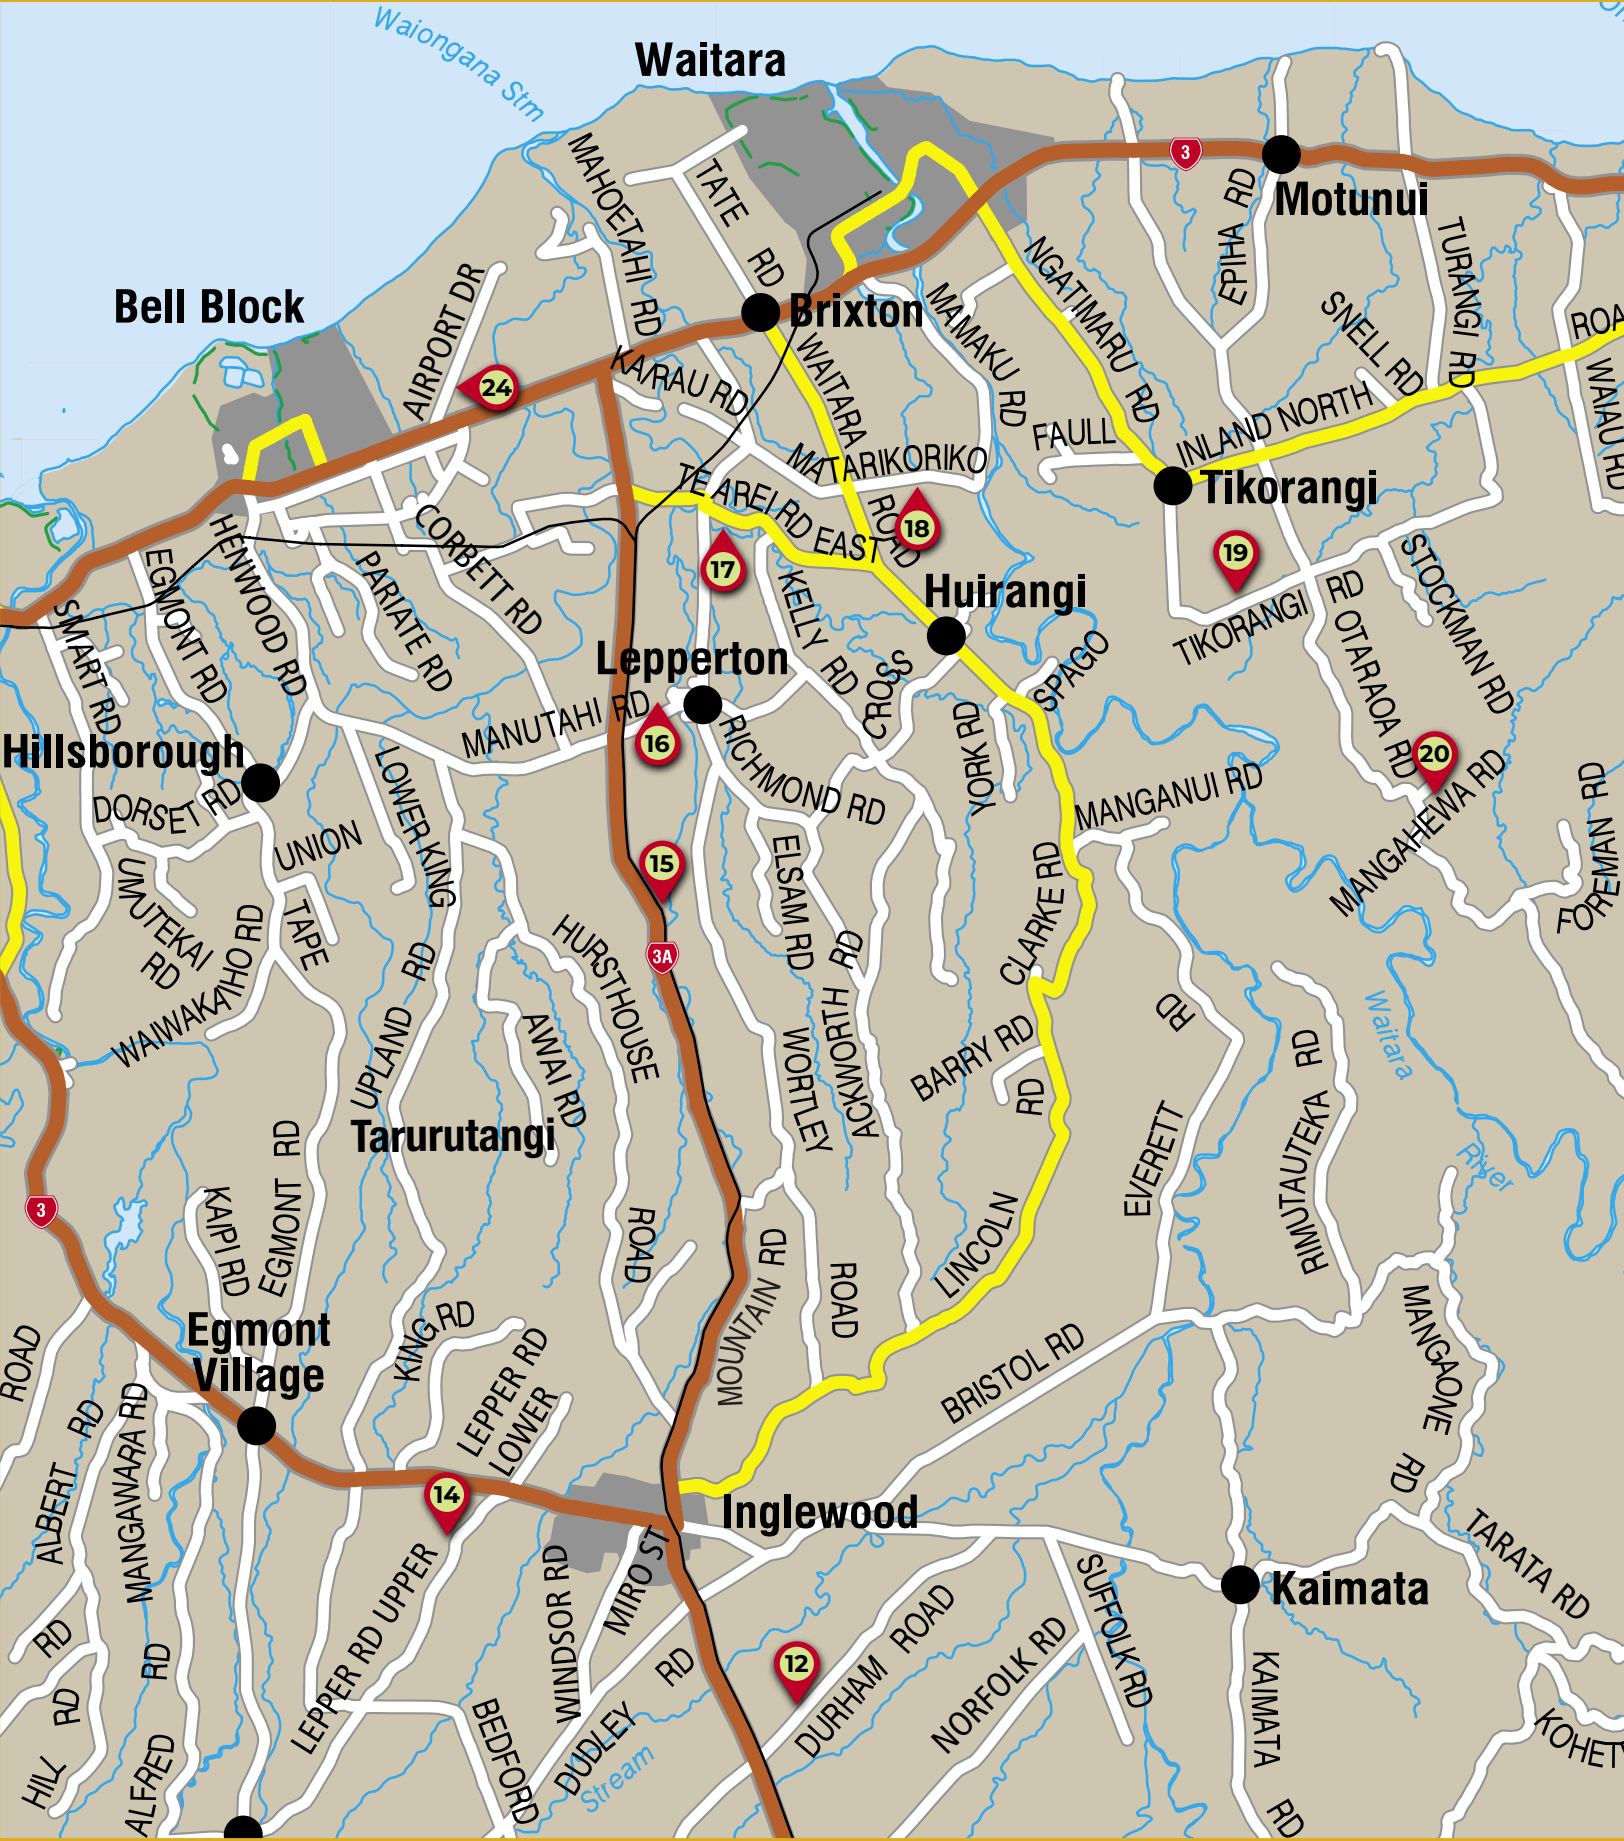 Waiongana Stm
Waitara
MAHOETAHI RD
TATE RD
3
Motunui
EPIHA RD
TURANGI RD
Bell Block
AIRPORT DR
Brixton
NGATIMARU RD
MAMAKU RD
SNELL RD
ROA
WAIAU RD
24
KAIRAU RD
WAITARA ROAD
MATARIKORIKO
FAULL
INLAND NORTH
Tikorangi
TE AREI RD EAST
18
17
19
HENWOOD RD
EGMONT RD
CORBETT RD
PARIATE RD
SMART RD
KELLY RD
Huirangi
CROSS
SPAGO
TIKORANGI RD
OTARAOA RD
STOCKMAN RD
Lepperton
MANUTAHI RD
16
RICHMOND RD
YORK RD
MANGANUI RD
20
MANGAHEWA RD
FOREMAN RD
Hillsborough
DORSET RD
UNION
LOWER KING
15
ELSAM RD
CLARKE RD
UMUTEKAI RD
TAPE
WAIWAKAIHO RD
UPLAND RD
HURSTHOUSE ROAD
3A
ACKWORTH RD
WORTLEY ROAD
AWAI RD
BARRY RD
RD
RD
Waitara River
RIMUTAUTEKA RD
EVERETT
Tarurutangi
3
KAIPI RD
EGMONT RD
LINCOLN
MOUNTAIN RD
MANGAONE RD
Egmont
Village
KING RD
LEPPER RD
LOWER
ROAD
BRISTOL RD
ALBERT RD
MANGAWARA RD
14
Inglewood
TARATA RD
Kaimata
WINDSOR RD
MIRO ST
LEPPER RD UPPER
SUFFOLK RD
DURHAM ROAD
NORFOLK RD
12
DUDLEY RD
Stream
BEDFORD
KAIMATA RD
KOHET
RD
HILL RD
ALFRED RD